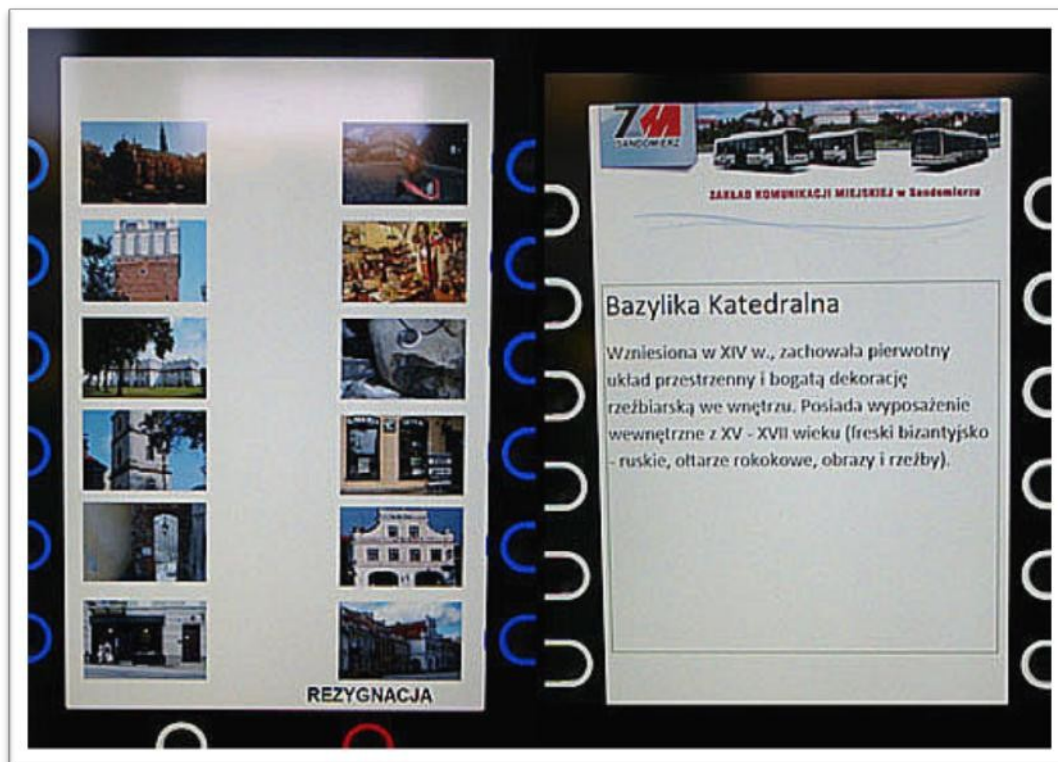 REZYGNACJA
ZM
SANDOMIERZ
ZAKŁAD KOMUNIKACJI MIEJSKIEJ w Sandomierzu
Bazylika Katedralna
Wzniesiona w XIV w., zachowała pierwotny
układ przestrzenny i bogatą dekorację
rzeźbiarską we wnętrzu. Posiada wyposażenie
wewnętrzne z XV - XVII wieku (freski bizantyjsko
- ruskie, ołtarze rokokowe, obrazy i rzeźby).